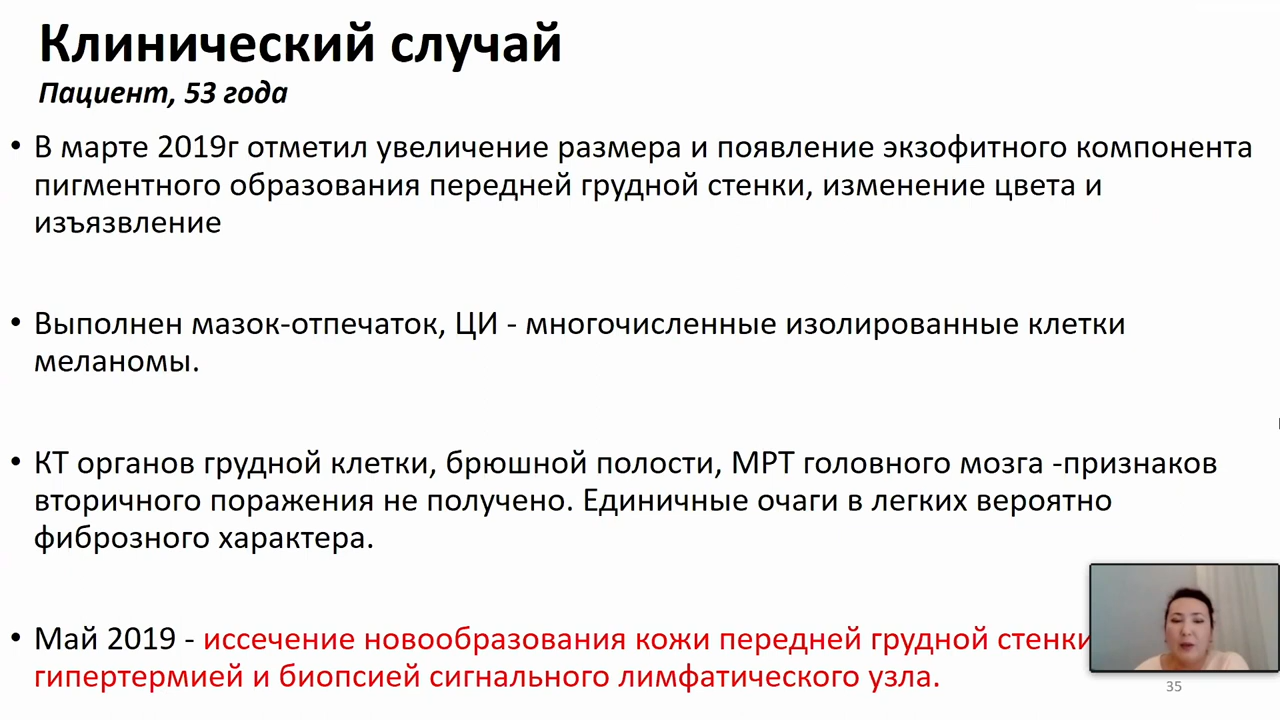 Клинический случай
Пациент, 53 года
• В марте 2019г отметил увеличение размера и появление экзофитного компонента
пигментного образования передней грудной стенки, изменение цвета и
изъязвление
• Выполнен мазок-отпечаток, ЦИ - многочисленные изолированные клетки
меланомы.
• КТ органов грудной клетки, брюшной полости, МРТ головного мозга -признаков
вторичного поражения не получено. Единичные очаги в легких вероятно
фиброзного характера.
• Май 2019 - иссечение новообразования кожи передней грудной стенки
гипертермией и биопсией сигнального лимфатического узла.
35